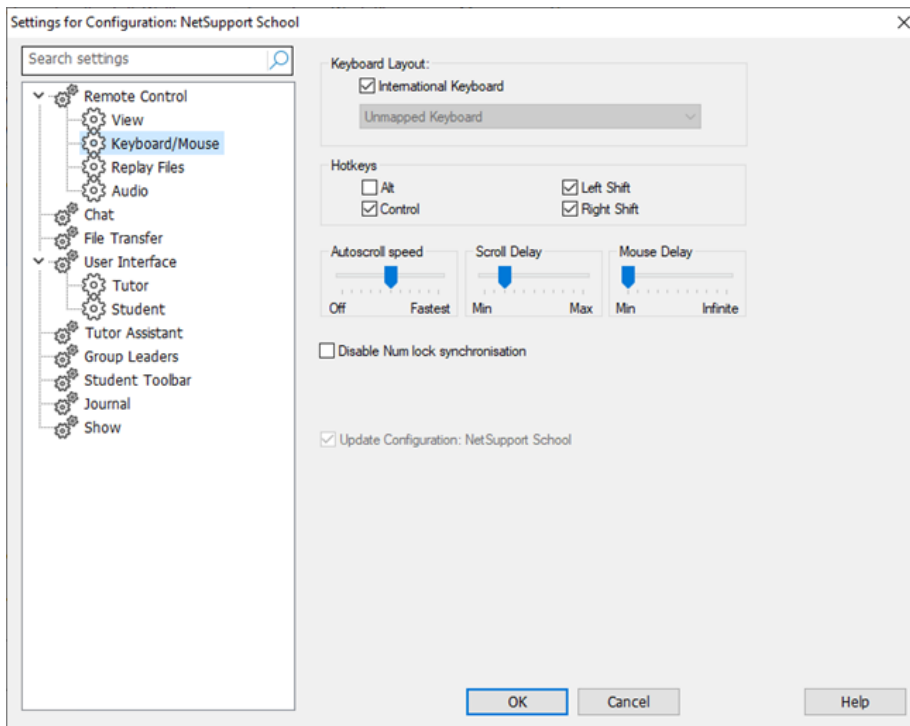 Settings for Configuration: NetSupport School
Search settings
Remote Control
View
Keyboard/Mouse
Replay Files
Audio
Chat
File Transfer
User Interface
Tutor
Student
Tutor Assistant
Group Leaders
Student Toolbar
Journal
Show
Keyboard Layout:
International Keyboard
Unmapped Keyboard
Hotkeys
Alt
Left Shift
Control
Right Shift
Autoscroll speed
Off Fastest
Scroll Delay
Min Max
Mouse Delay
Min Infinite
Disable Num lock synchronisation
Update Configuration: NetSupport School
OK
Cancel
Help